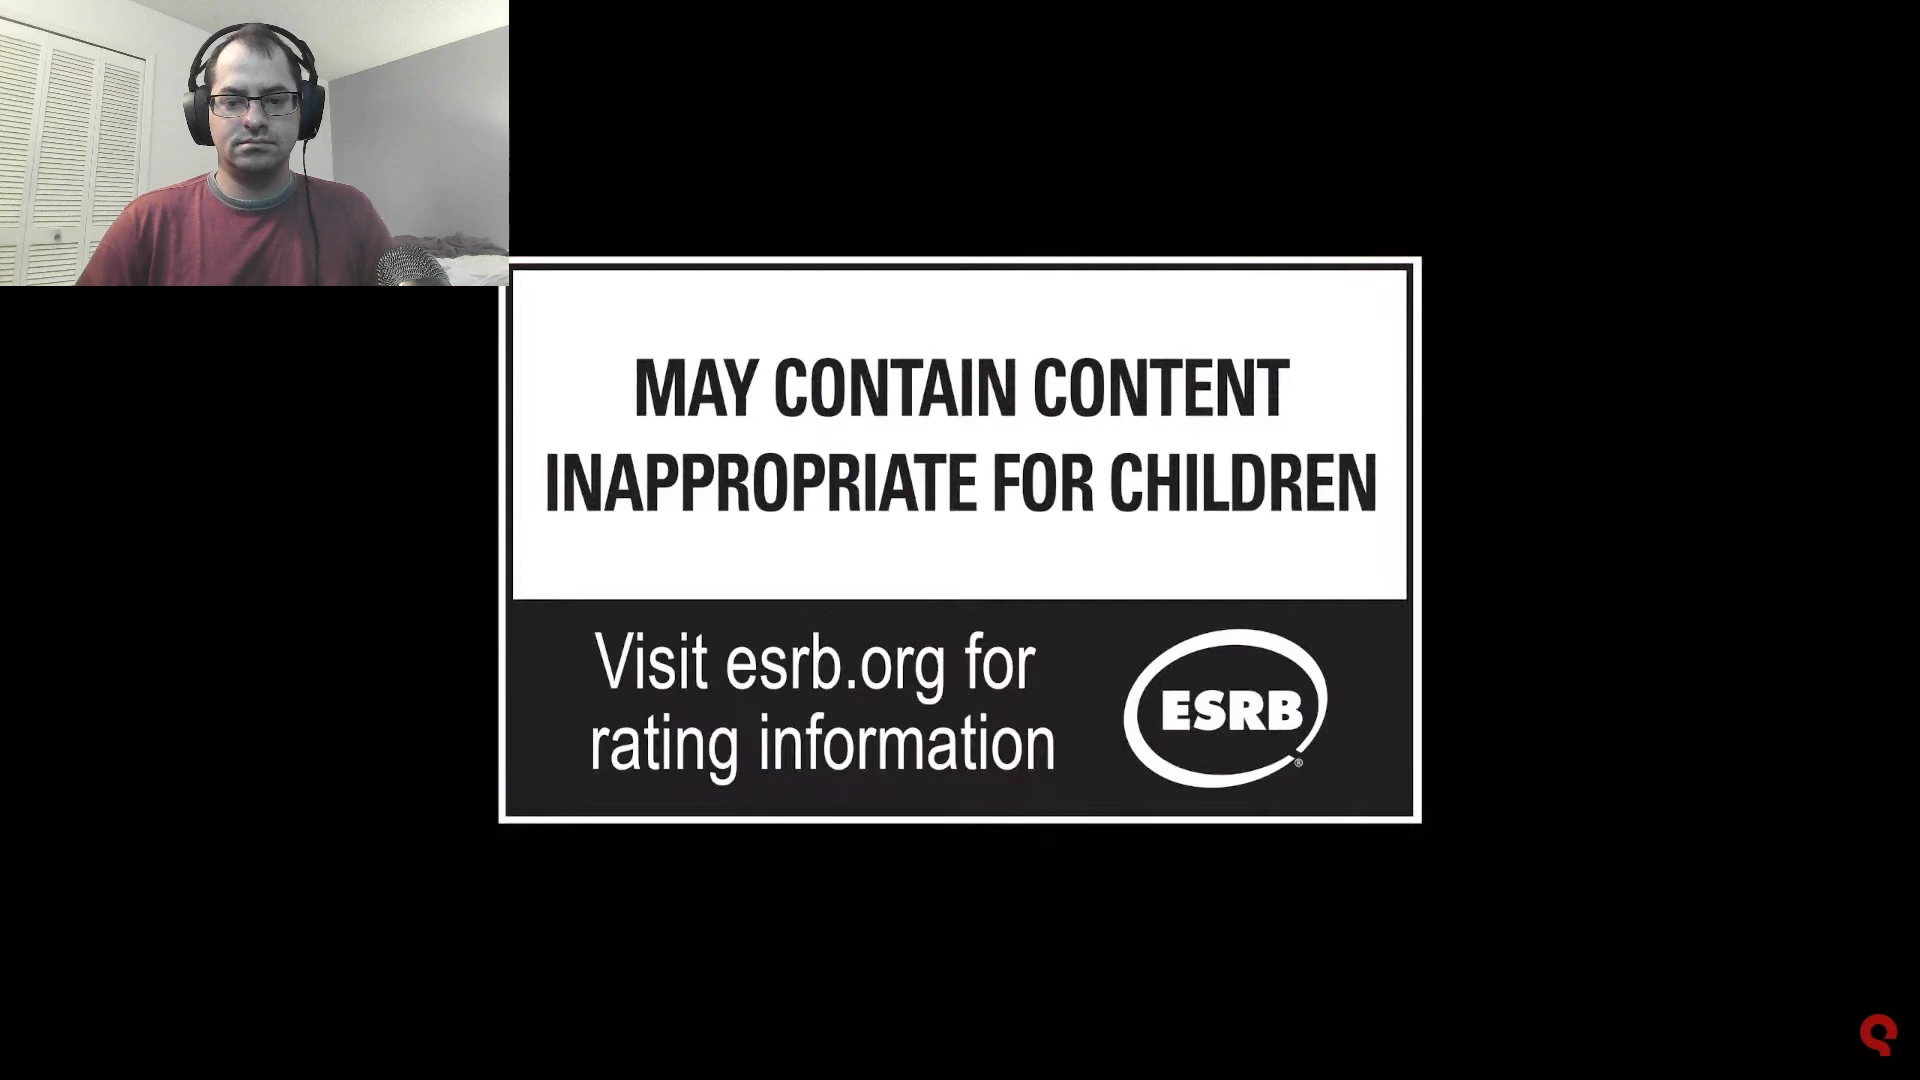 MAY CONTAIN CONTENT
INAPPROPRIATE FOR CHILDREN
Visit esrb.org for
rating information
ESRB
®